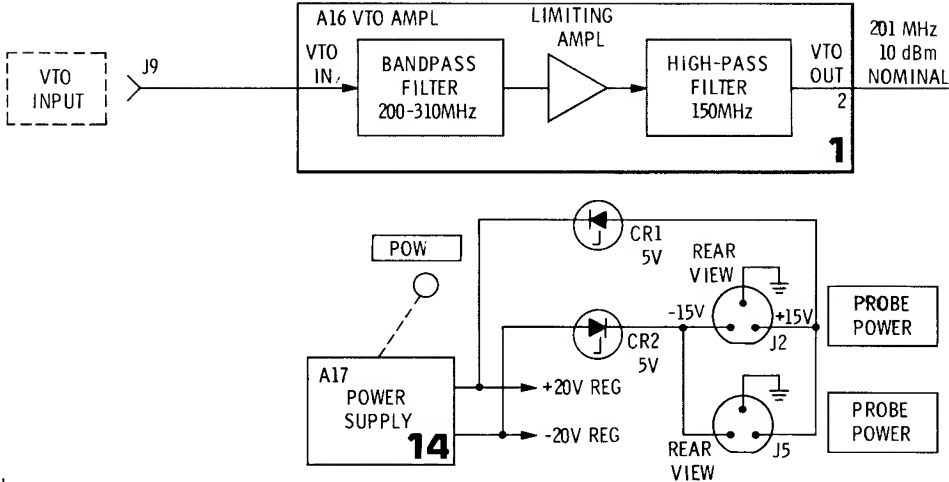 A16 VTO AMPL
LIMITING
AMPL
201 MHz
10 dBm
NOMINAL
VTO
INPUT
J9
VTO
IN
BANDPASS
FILTER
200-310MHz
HIGH-PASS
FILTER
150MHz
VTO
OUT
2
1
POW
CR1
5V
REAR
VIEW
-15V
+15V
J2
PROBE
POWER
CR2
5V
A17
POWER
SUPPLY
14
+20V REG
-20V REG
REAR
VIEW
J5
PROBE
POWER